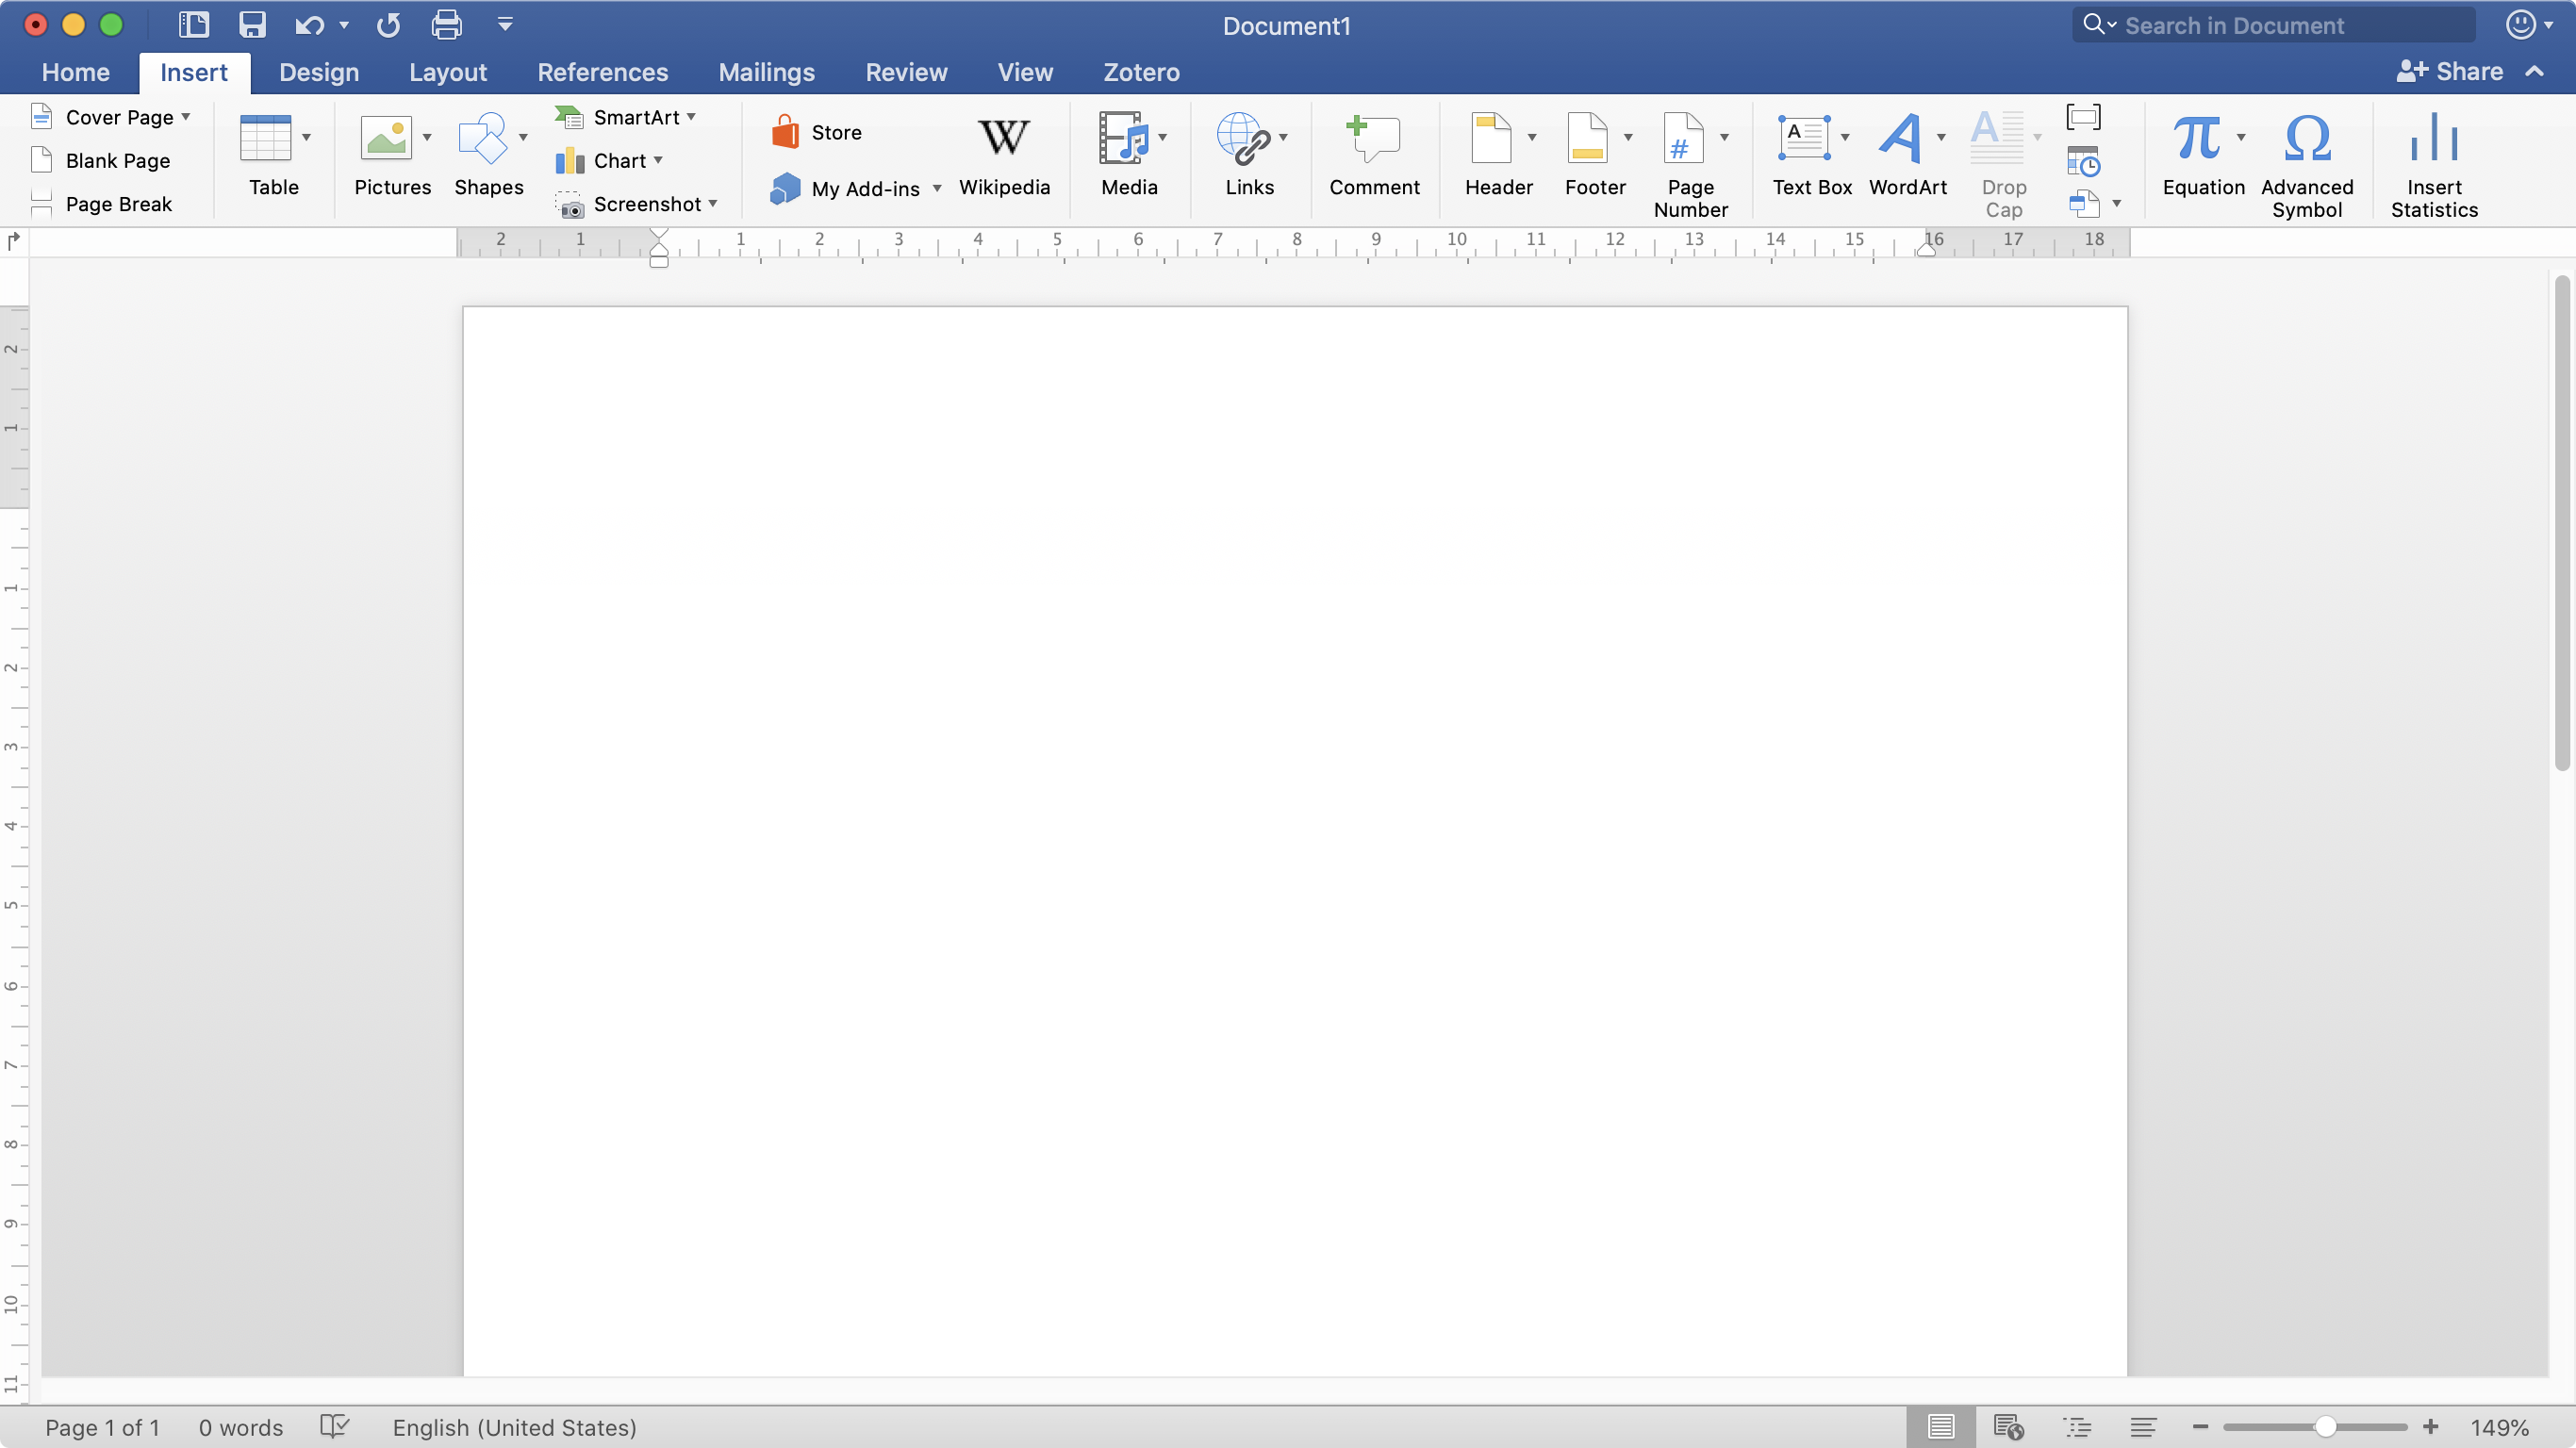 Document1
Search in Document
Home Insert Design Layout References Mailings Review View Zotero Share
Cover Page
Blank Page
Page Break
Table
Pictures
Shapes
SmartArt
Chart
Screenshot
Store
My Add-ins
W
Wikipedia
Media
Links
Comment
Header
Footer
#
Page
Number
A
Text Box
A
WordArt
A
Drop
Cap
π
Equation
Ω
Advanced
Symbol
Insert
Statistics
2 1 1 2 3 4 5 6 7 8 9 10 11 12 13 14 15 16 17 18
2
1
1
2
3
4
5
6
7
8
9
10
11
Page 1 of 1 0 words English (United States) 149%